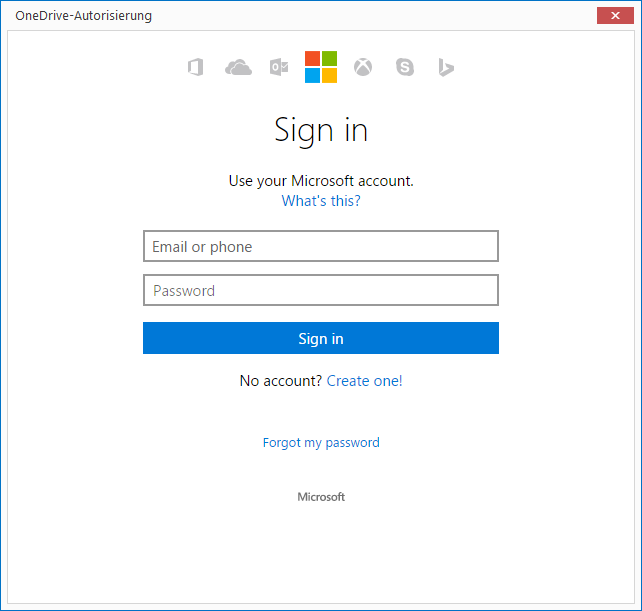 OneDrive-Autorisierung
Sign in
Use your Microsoft account.
What's this?
Email or phone
Password
Sign in
No account? Create one!
Forgot my password
Microsoft